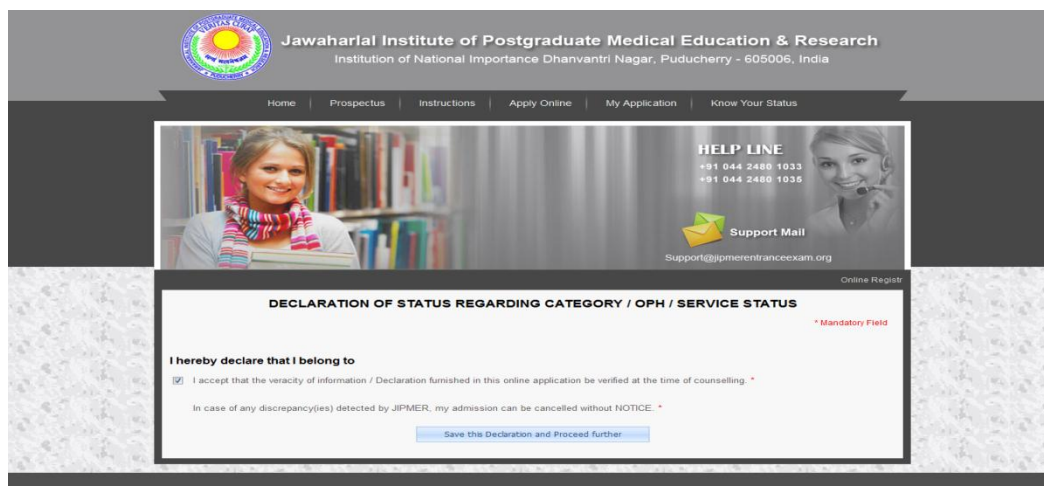 VERITAS CURAT
Jawaharlal Institute of Postgraduate Medical Education & Research
Institution of National Importance Dhanvantri Nagar, Puducherry - 605006, India
Home | Prospectus | Instructions | Apply Online | My Application | Know Your Status
HELP LINE
+91 044 2480 1033
+91 044 2480 1035
Support Mail
Support@jipmerentranceexam.org
Online Registr
DECLARATION OF STATUS REGARDING CATEGORY / OPH / SERVICE STATUS
* Mandatory Field
I hereby declare that I belong to
I accept that the veracity of information / Declaration furnished in this online application be verified at the time of counselling. *
In case of any discrepancy(ies) detected by JIPMER, my admission can be cancelled without NOTICE. *
Save this Declaration and Proceed further